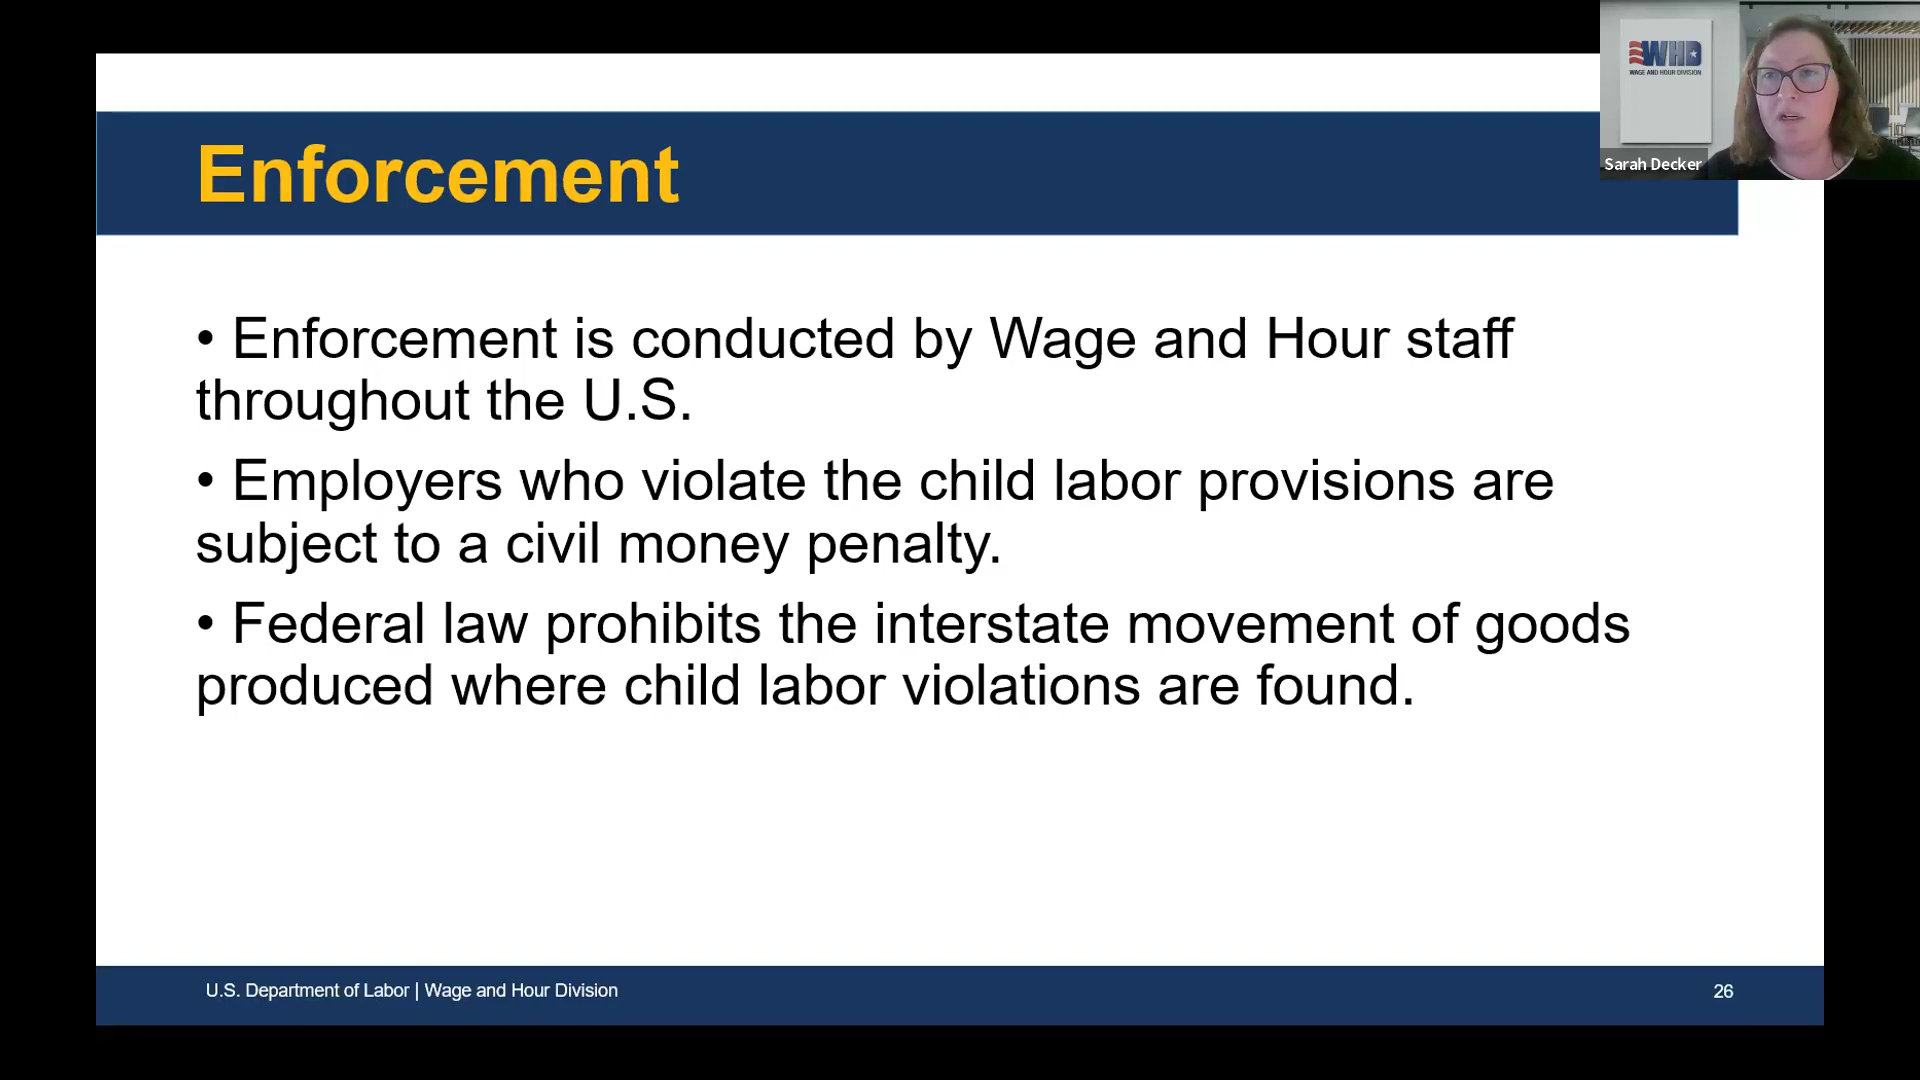 WHD
WAGE AND HOUR DIVISION
Sarah Decker
Enforcement
• Enforcement is conducted by Wage and Hour staff
throughout the U.S.
• Employers who violate the child labor provisions are
subject to a civil money penalty.
• Federal law prohibits the interstate movement of goods
produced where child labor violations are found.
U.S. Department of Labor | Wage and Hour Division
26